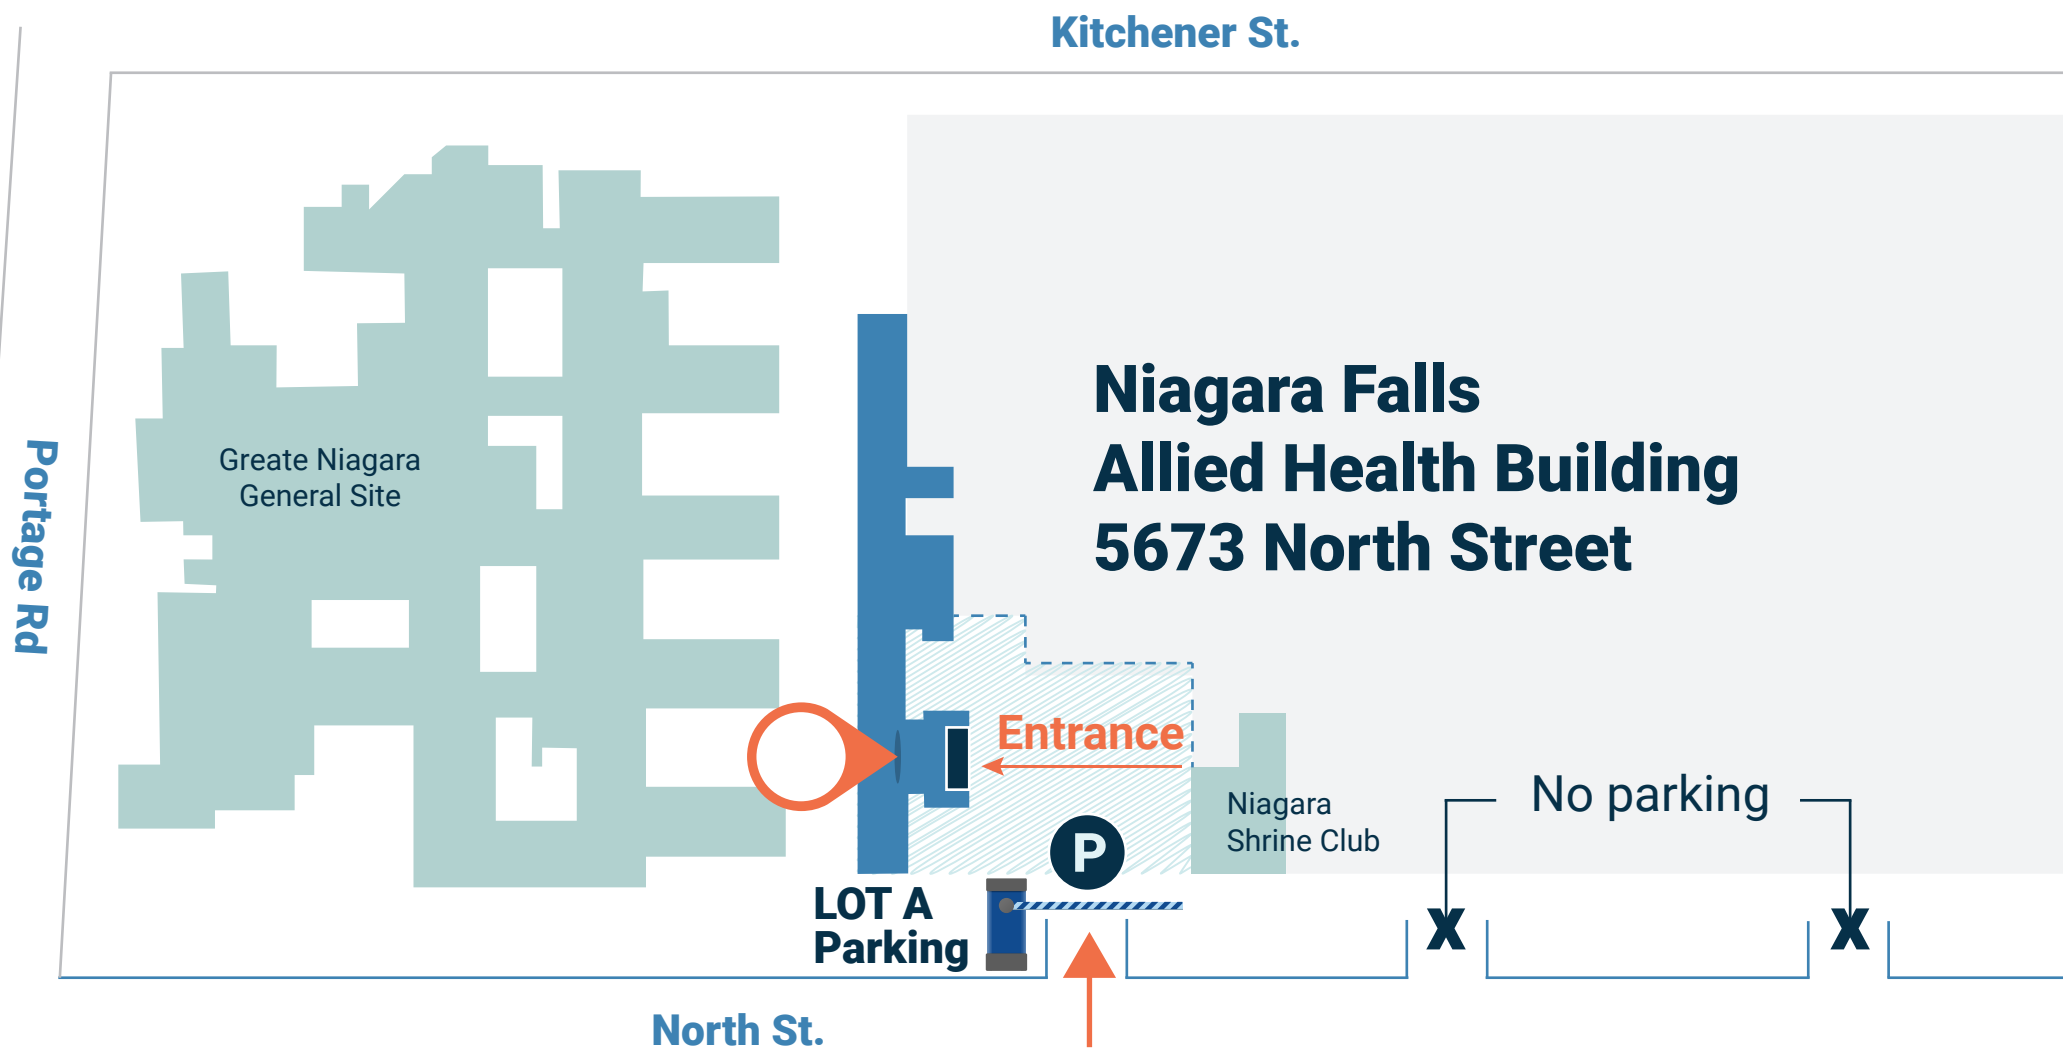 Kitchener St.
Niagara Falls
Allied Health Building
5673 North Street
Greate Niagara
General Site
Portage Rd
Entrance
No parking
Niagara
Shrine Club
P
LOT A
Parking
X
X
North St.